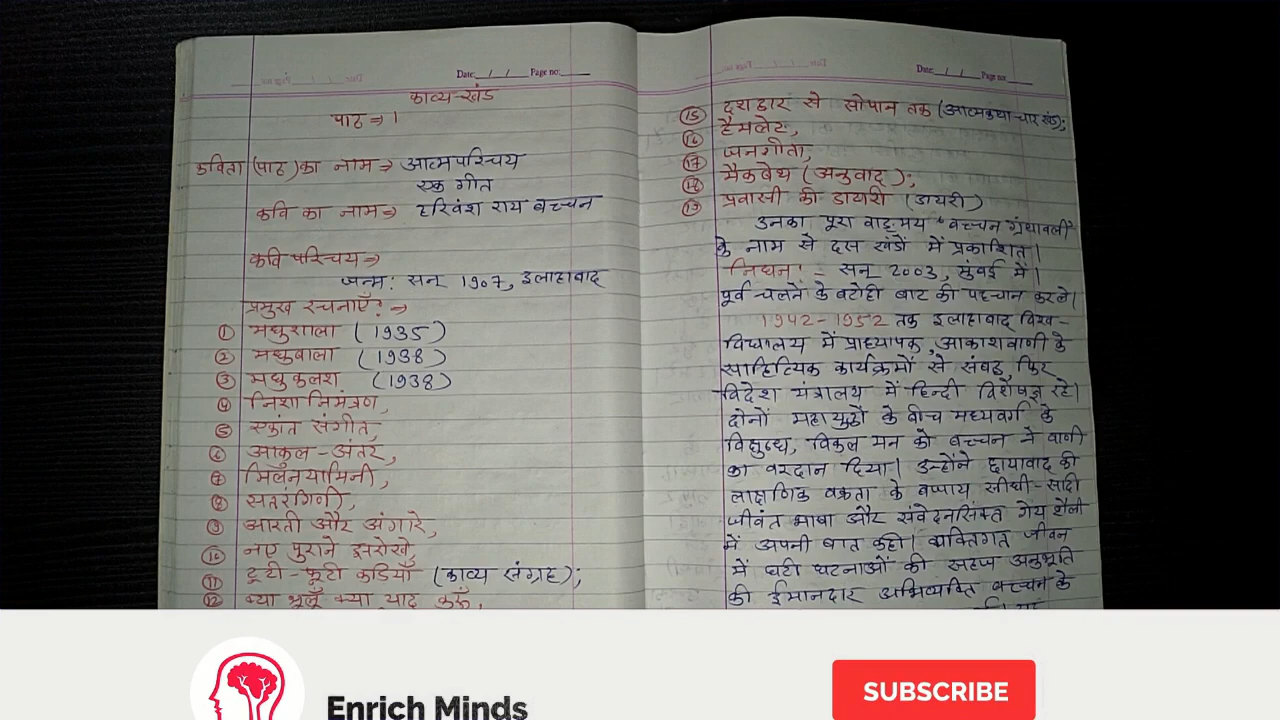 Date: / / Page no:
काव्य-खंड
पाठ ⇒ 1
कविता (पाठ) का नाम ⇒ आत्मपरिचय
एक गीत
कवि का नाम ⇒ हरिवंश राय बच्चन
कवि परिचय ⇒
जन्म: सन् 1907, इलाहाबाद
प्रमुख रचनाएँ? ⇒
① मधुशाला (1935)
② मधुबाला (1938)
③ मधुकलश (1938)
④ निशा निमंत्रण,
⑤ एकांत संगीत,
⑥ आकुल-अंतर,
⑦ मिलनयामिनी,
⑧ सतरंगिणी,
⑨ आरती और अंगारे,
⑩ नए पुराने झरोखे,
⑪ टूटी-फूटी कडियाँ (काव्य संग्रह);
⑫ क्या भूलूँ क्या याद करूँ,
Date: / / Page no:
⑮ दशद्वार से सोपान तक (आत्मकथा-चार खंड);
⑯ हैमलेट,
⑰ जनगीता,
⑱ मैकबेथ (अनुवाद);
⑲ प्रवासी की डायरी (डायरी)
उनका पूरा वाङ्मय 'बच्चन ग्रंथावली'
के नाम से दस खंडों में प्रकाशित।
निधन: - सन् 2003, मुंबई में।
पूर्व चलने के बटोही बाट की पहचान करले।
1942-1952 तक इलाहाबाद विश्व-
विद्यालय में प्राध्यापक, आकाशवाणी के
साहित्यिक कार्यक्रमों से संबद्ध, फिर
विदेश मंत्रालय में हिन्दी विशेषज्ञ रहे।
दोनों महायुद्धों के बीच मध्यवर्ग के
विक्षुब्ध, विकल मन को बच्चन ने वाणी
का वरदान दिया। उन्होंने छायावाद की
लाक्षणिक वक्रता के बजाय सीधी-सादी
जीवंत भाषा और संवेदनसिक्त गेय शैली
में अपनी बात कही। व्यक्तिगत जीवन
में घटी घटनाओं की सहज अनुभूति
की ईमानदार अभिव्यक्ति बच्चन के
Enrich Minds
SUBSCRIBE